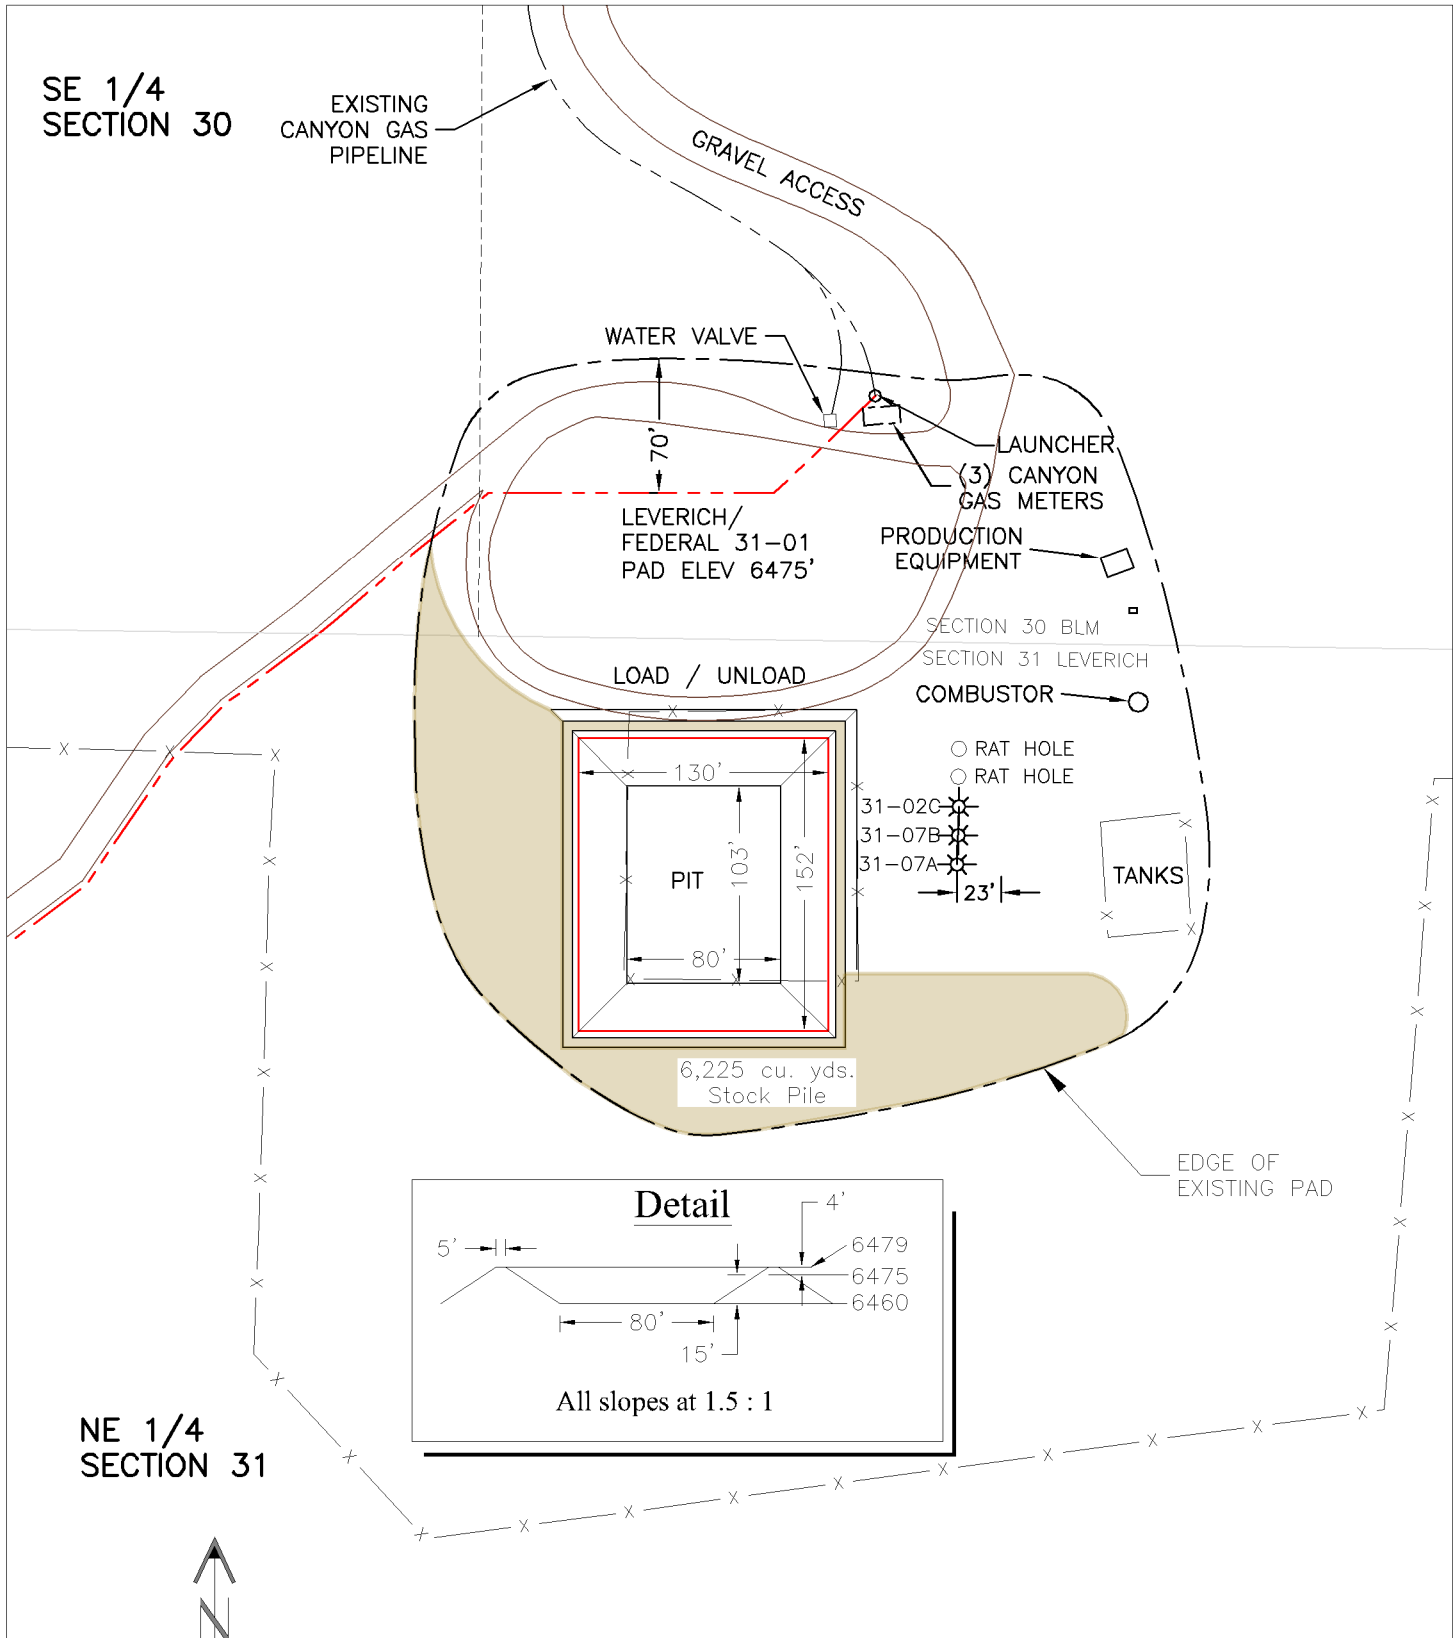 SE 1/4
SECTION 30
EXISTING
CANYON GAS
PIPELINE
GRAVEL ACCESS
WATER VALVE
70'
LAUNCHER
(3) CANYON
GAS METERS
LEVERICH/
FEDERAL 31-01
PAD ELEV 6475'
PRODUCTION
EQUIPMENT
SECTION 30 BLM
SECTION 31 LEVERICH
LOAD / UNLOAD
COMBUSTOR
RAT HOLE
RAT HOLE
130'
31-02C
31-07B
31-07A
103'
152'
PIT
TANKS
23'
80'
6,225 cu. yds.
Stock Pile
EDGE OF
EXISTING PAD
Detail
4'
5'
6479
6475
6460
80'
15'
All slopes at 1.5 : 1
NE 1/4
SECTION 31
N